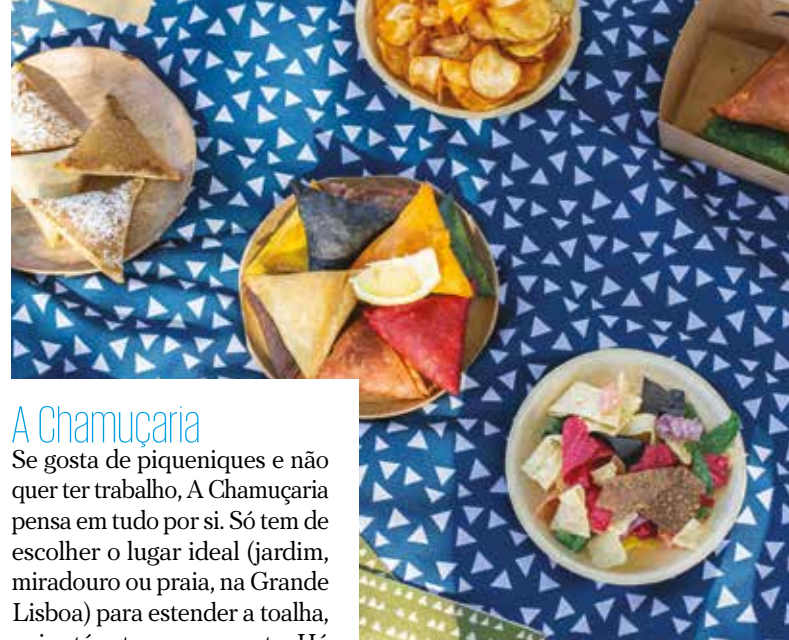 A Chamuçaria
Se gosta de piqueniques e não
quer ter trabalho, A Chamuçaria
pensa em tudo por si. Só tem de
escolher o lugar ideal (jardim,
miradouro ou praia, na Grande
Lisboa) para estender a toalha,